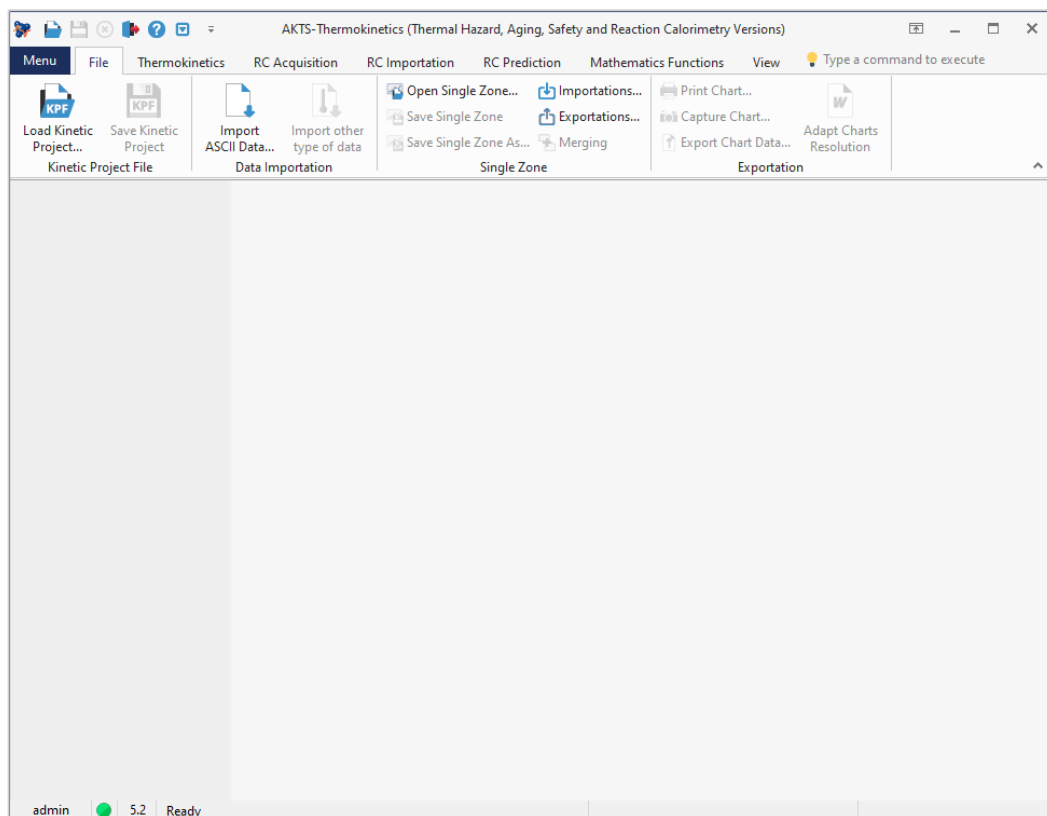 AKTS-Thermokinetics (Thermal Hazard, Aging, Safety and Reaction Calorimetry Versions)
Menu File Thermokinetics RC Acquisition RC Importation RC Prediction Mathematics Functions View Type a command to execute
KPF
Load Kinetic
Project...
KPF
Save Kinetic
Project
Kinetic Project File
Import
ASCII Data...
Import other
type of data
Data Importation
Open Single Zone...
Save Single Zone
Save Single Zone As...
Importations...
Exportations...
Merging
Single Zone
Print Chart...
Capture Chart...
Export Chart Data...
W
Adapt Charts
Resolution
Exportation
admin 5.2 Ready